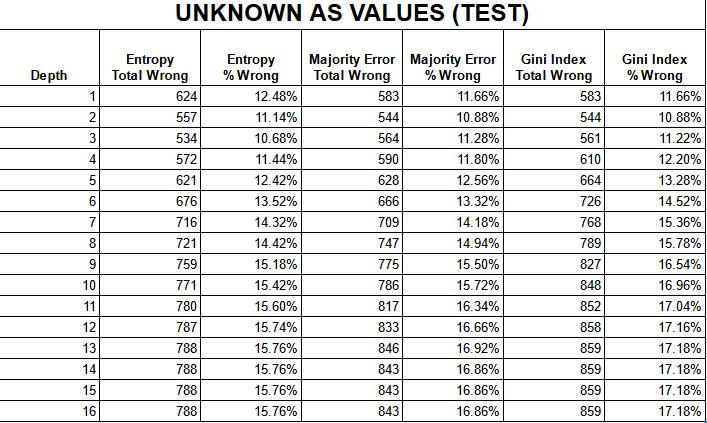 UNKNOWN AS VALUES (TEST)
Depth Entropy Total Wrong Entropy % Wrong Majority Error Total Wrong Majority Error % Wrong Gini Index Total Wrong Gini Index % Wrong
1 624 12.48% 583 11.66% 583 11.66%
2 557 11.14% 544 10.88% 544 10.88%
3 534 10.68% 564 11.28% 561 11.22%
4 572 11.44% 590 11.80% 610 12.20%
5 621 12.42% 628 12.56% 664 13.28%
6 676 13.52% 666 13.32% 726 14.52%
7 716 14.32% 709 14.18% 768 15.36%
8 721 14.42% 747 14.94% 789 15.78%
9 759 15.18% 775 15.50% 827 16.54%
10 771 15.42% 786 15.72% 848 16.96%
11 780 15.60% 817 16.34% 852 17.04%
12 787 15.74% 833 16.66% 858 17.16%
13 788 15.76% 846 16.92% 859 17.18%
14 788 15.76% 843 16.86% 859 17.18%
15 788 15.76% 843 16.86% 859 17.18%
16 788 15.76% 843 16.86% 859 17.18%